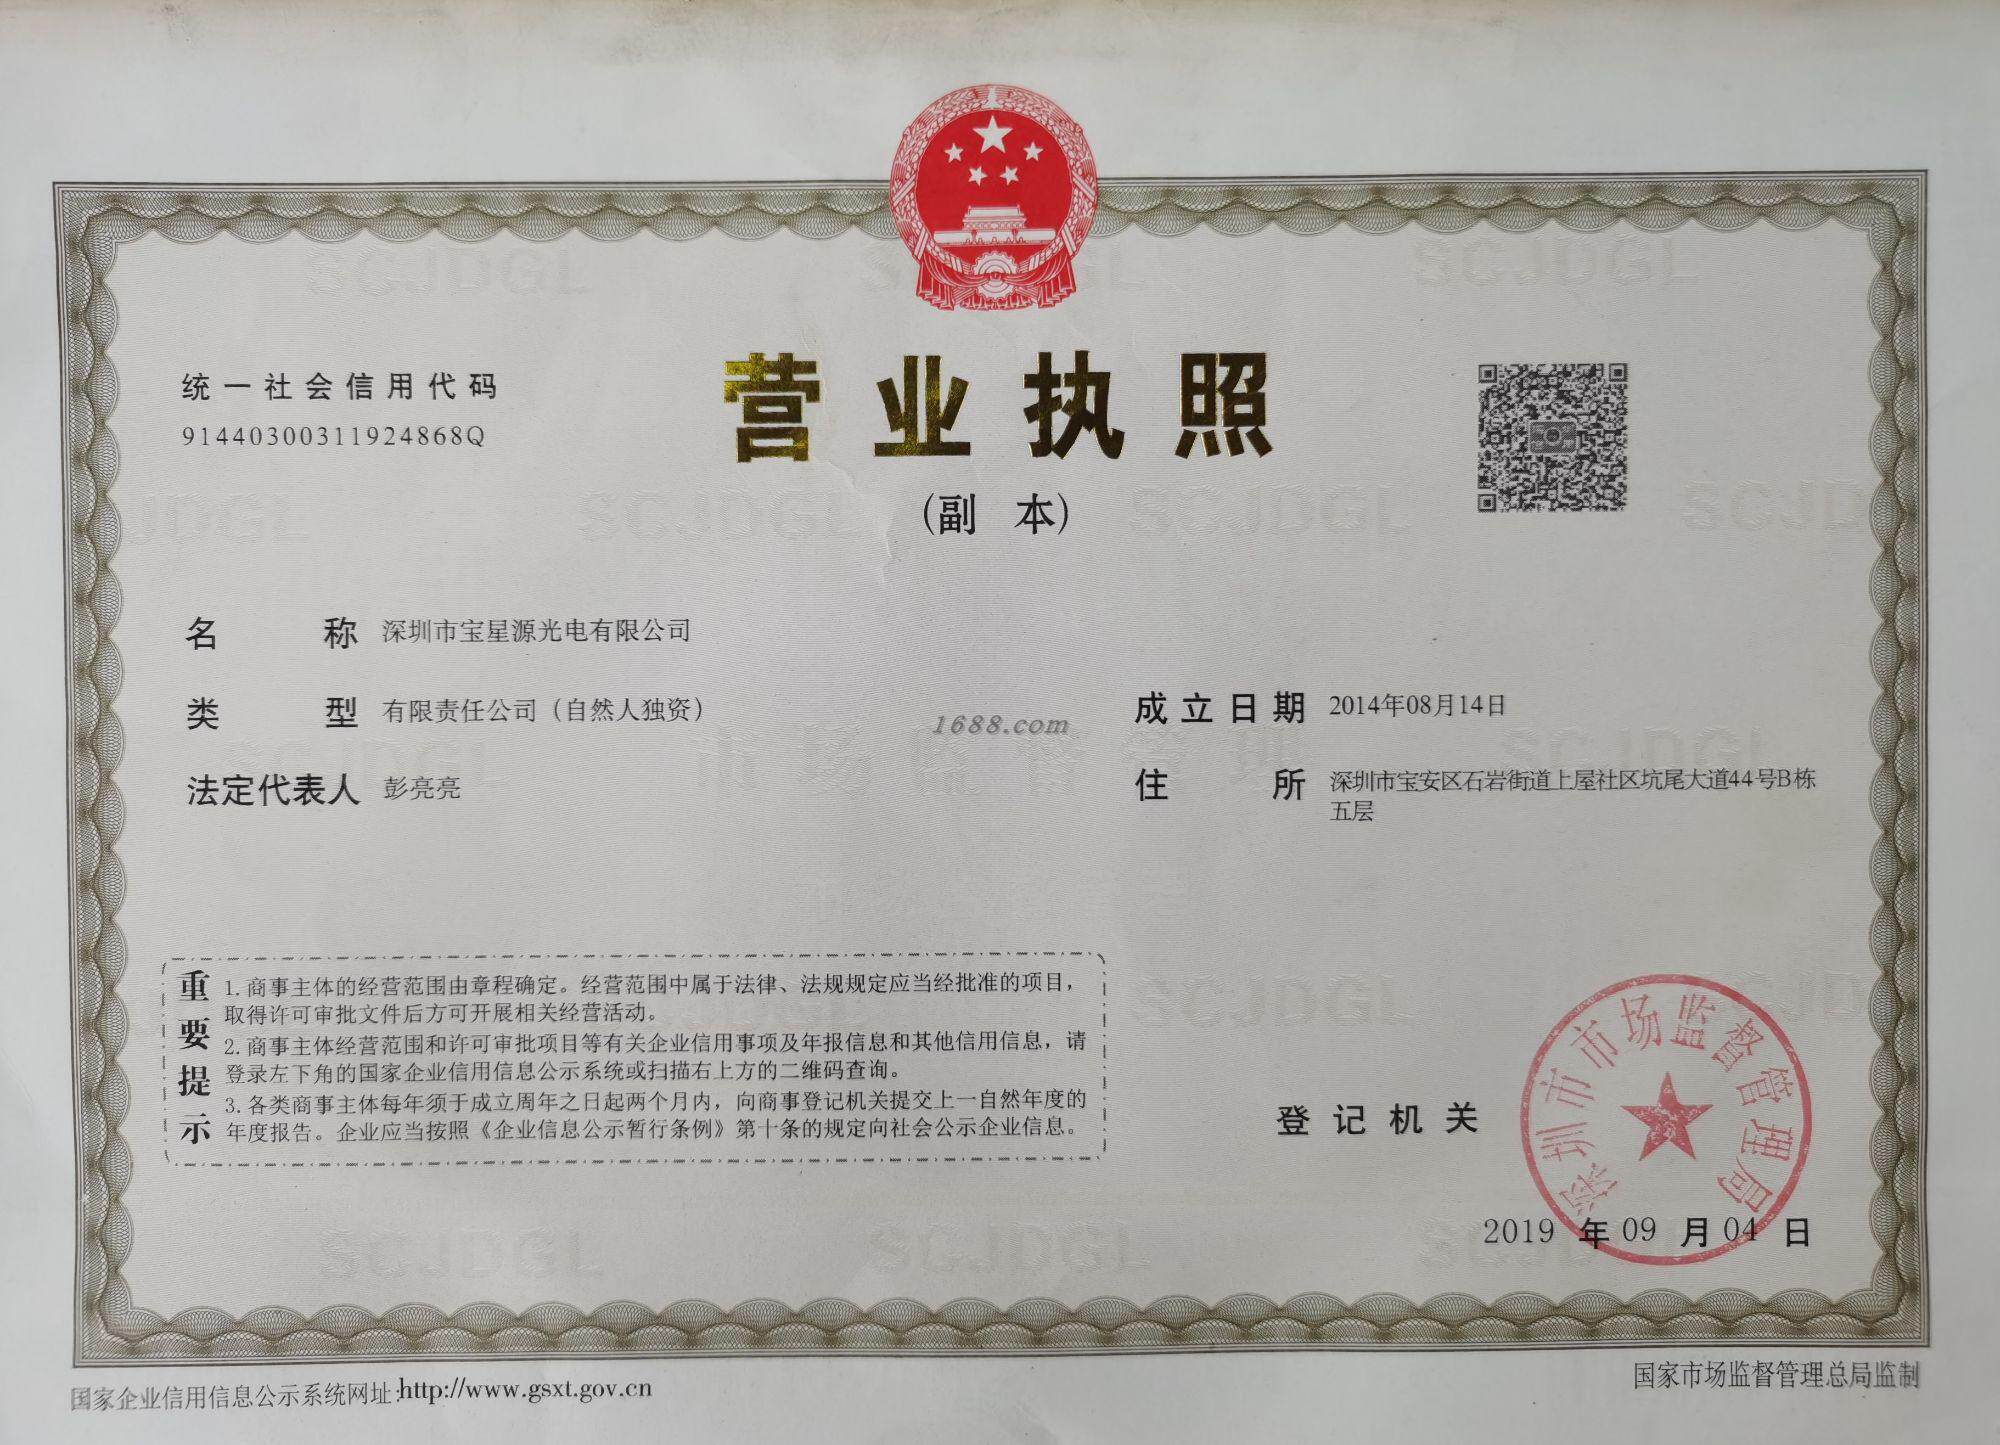 统一社会信用代码
91440300311924868Q
营业执照
(副 本)
名 称 深圳市宝星源光电有限公司
类 型 有限责任公司（自然人独资）
法定代表人 彭亮亮
成立日期 2014年08月14日
住 所 深圳市宝安区石岩街道上屋社区坑尾大道44号B栋
五层
1688.com
重要提示
1.商事主体的经营范围由章程确定。经营范围中属于法律、法规规定应当经批准的项目，
取得许可审批文件后方可开展相关经营活动。
2.商事主体经营范围和许可审批项目等有关企业信用事项及年报信息和其他信用信息，请
登录左下角的国家企业信用信息公示系统或扫描右上方的二维码查询。
3.各类商事主体每年须于成立周年之日起两个月内，向商事登记机关提交上一自然年度的
年度报告。企业应当按照《企业信息公示暂行条例》第十条的规定向社会公示企业信息。
登记机关
深圳市市场监督管理局
2019 年 09 月 04 日
国家企业信用信息公示系统网址:http://www.gsxt.gov.cn
国家市场监督管理总局监制